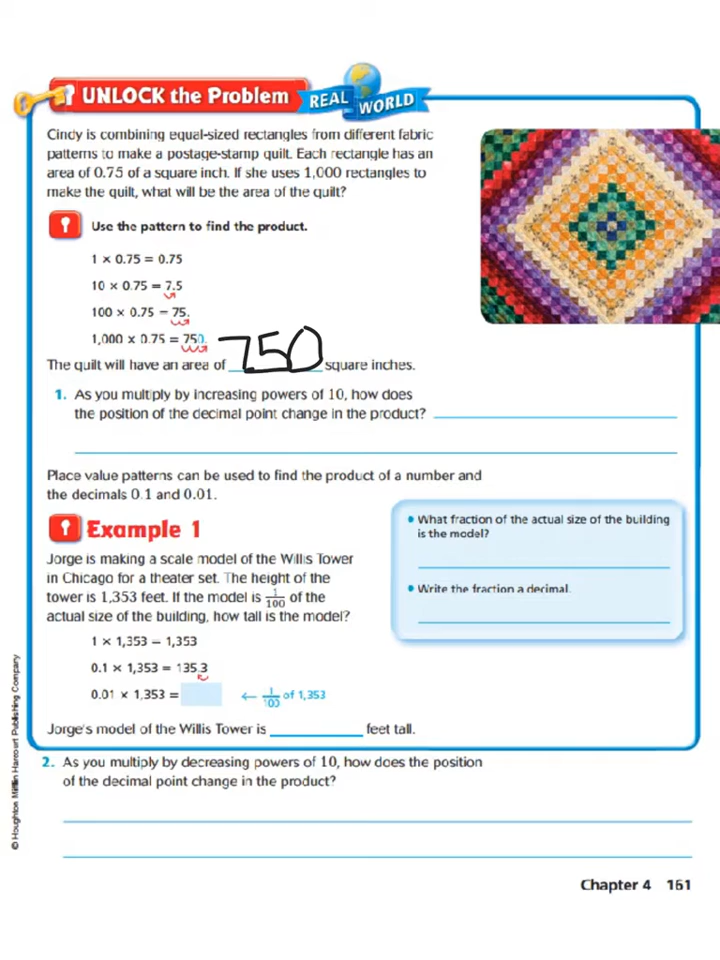 UNLOCK the Problem REAL WORLD
Cindy is combining equal-sized rectangles from different fabric
patterns to make a postage-stamp quilt. Each rectangle has an
area of 0.75 of a square inch. If she uses 1,000 rectangles to
make the quilt, what will be the area of the quilt?
Use the pattern to find the product.
1 × 0.75 = 0.75
10 × 0.75 = 7.5
100 × 0.75 = 75.
1,000 × 0.75 = 750.
The quilt will have an area of 750 square inches.
1. As you multiply by increasing powers of 10, how does
the position of the decimal point change in the product?
Place value patterns can be used to find the product of a number and
the decimals 0.1 and 0.01.
Example 1
Jorge is making a scale model of the Willis Tower
in Chicago for a theater set. The height of the
tower is 1,353 feet. If the model is 1/100 of the
actual size of the building, how tall is the model?
1 × 1,353 = 1,353
0.1 × 1,353 = 135.3
0.01 × 1,353 = ← 1/100 of 1,353
Jorge's model of the Willis Tower is feet tall.
• What fraction of the actual size of the building
is the model?
• Write the fraction a decimal.
2. As you multiply by decreasing powers of 10, how does the position
of the decimal point change in the product?
© Houghton Mifflin Harcourt Publishing Company
Chapter 4 161